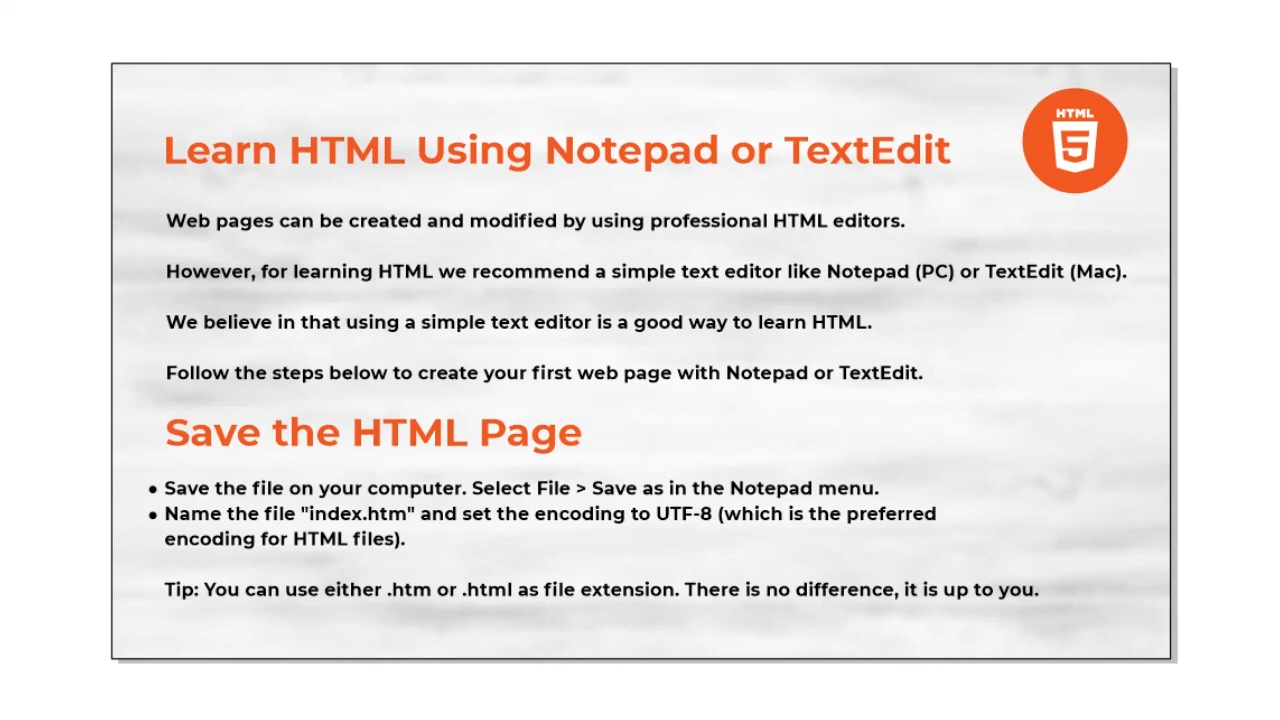 HTML
5
Learn HTML Using Notepad or TextEdit
Web pages can be created and modified by using professional HTML editors.
However, for learning HTML we recommend a simple text editor like Notepad (PC) or TextEdit (Mac).
We believe in that using a simple text editor is a good way to learn HTML.
Follow the steps below to create your first web page with Notepad or TextEdit.
Save the HTML Page
• Save the file on your computer. Select File > Save as in the Notepad menu.
• Name the file "index.htm" and set the encoding to UTF-8 (which is the preferred
encoding for HTML files).
Tip: You can use either .htm or .html as file extension. There is no difference, it is up to you.